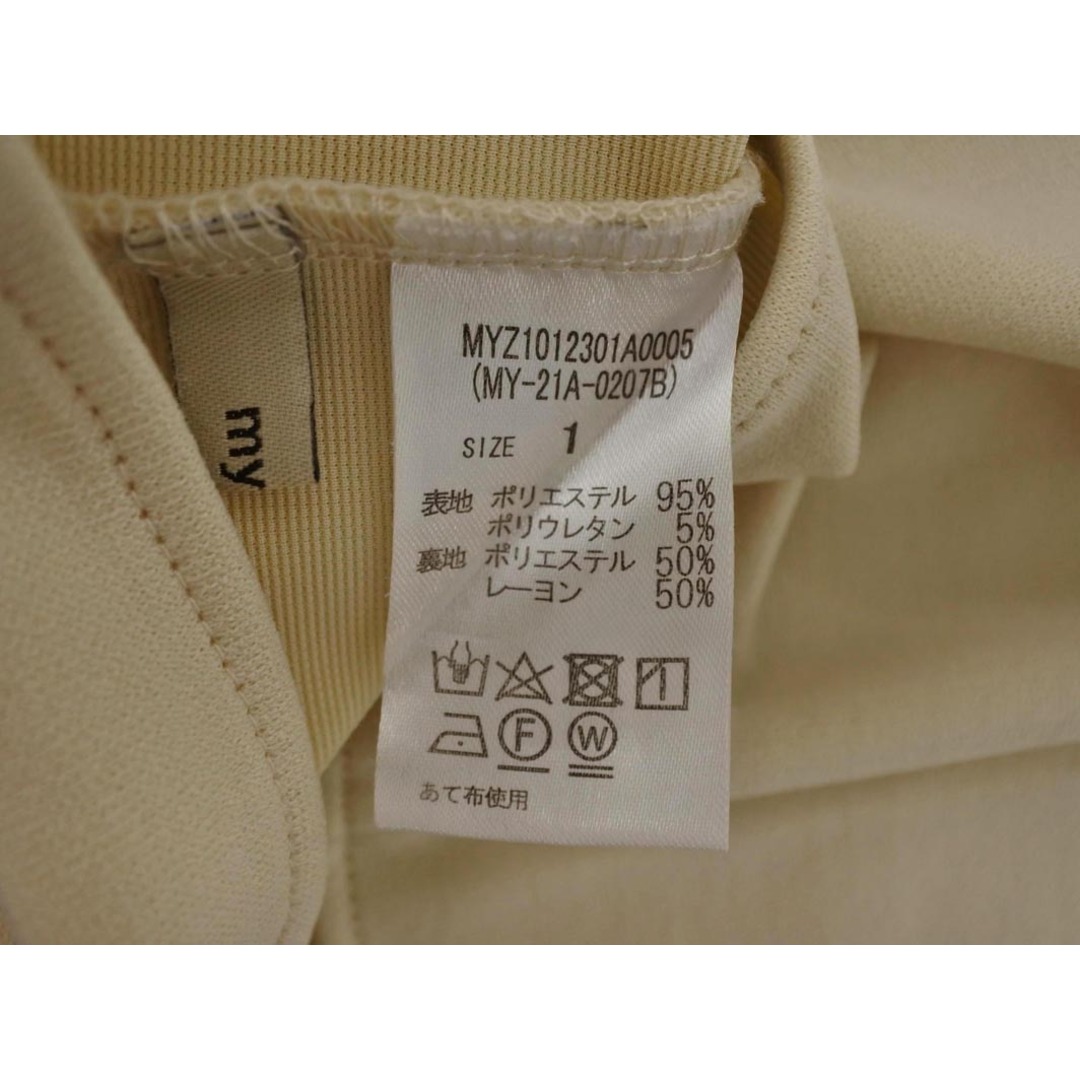 MYZ1012301A0005
(MY-21A-0207B)
SIZE 1
表地 ポリエステル 95%
ポリウレタン 5%
裏地 ポリエステル 50%
レーヨン 50%
F W
あて布使用
my